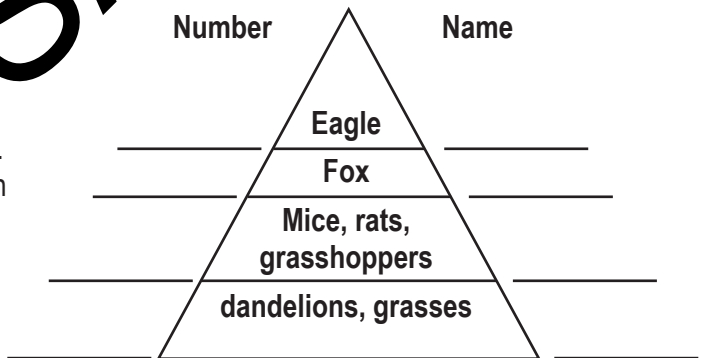 Number Name
Eagle
Fox
Mice, rats,
grasshoppers
dandelions, grasses